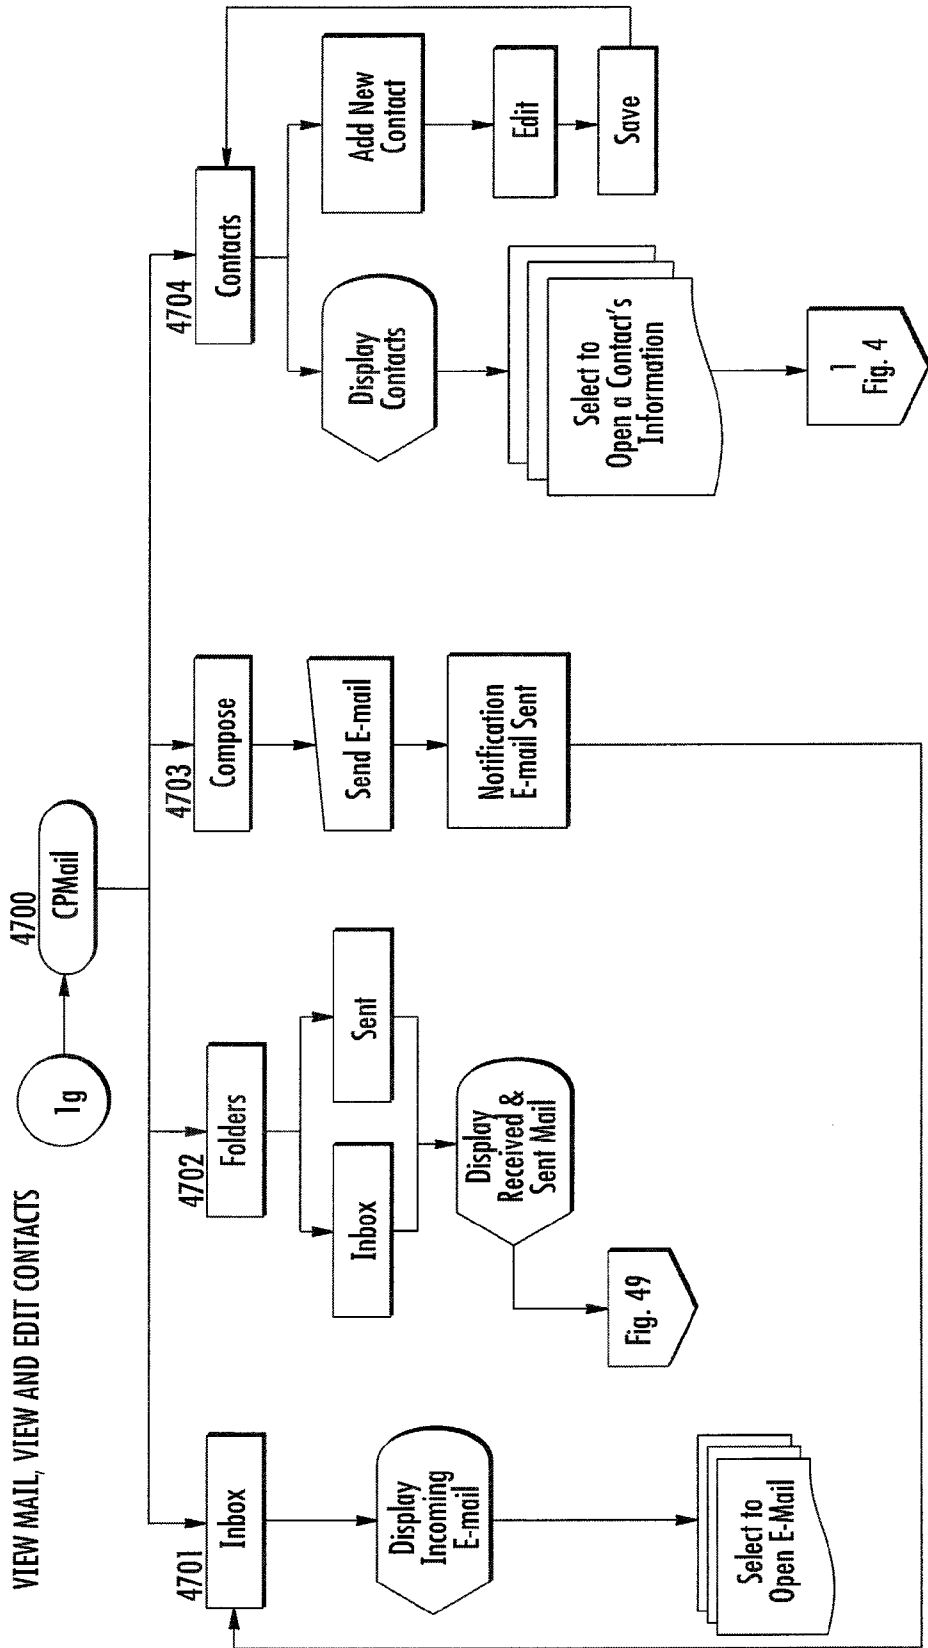 VIEW MAIL, VIEW AND EDIT CONTACTS
1g
4700
CPMail
4701
Inbox
Display
Incoming
E-mail
Select to
Open E-Mail
4702
Folders
Inbox
Sent
Display
Received &
Sent Mail
Fig. 49
4703
Compose
Send E-mail
Notification
E-mail Sent
4704
Contacts
Display
Contacts
Select to
Open a Contact's
Information
1
Fig. 4
Add New
Contact
Edit
Save